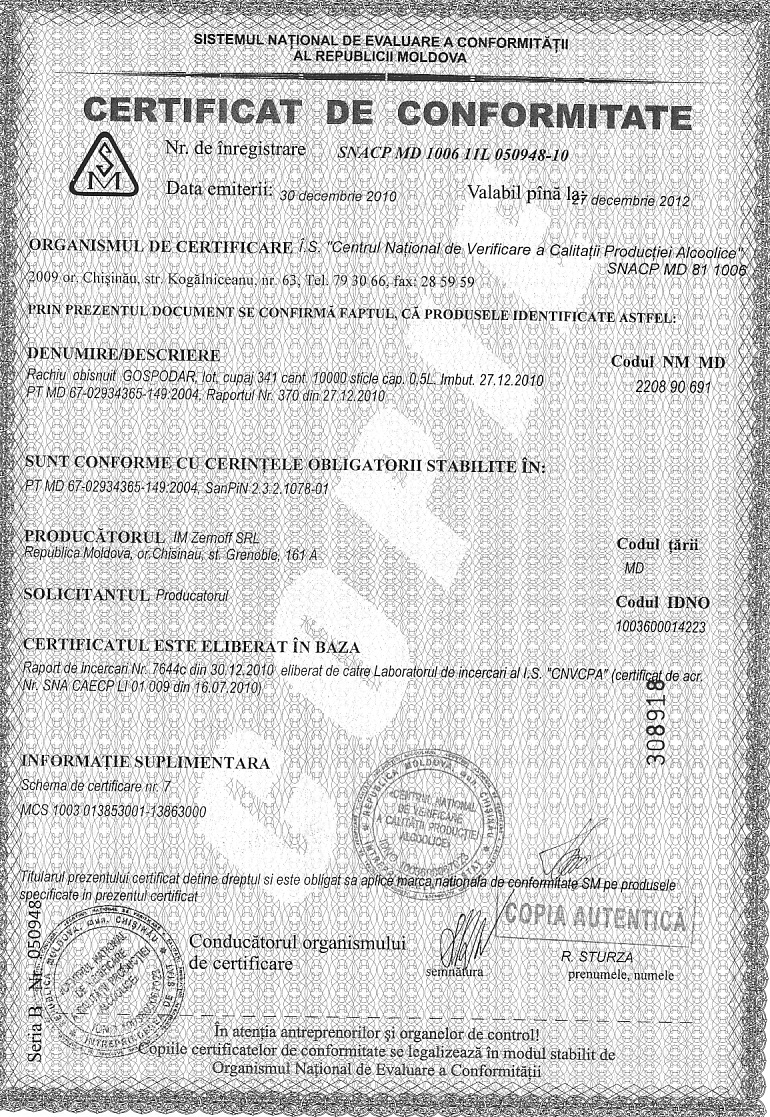 SISTEMUL NAȚIONAL DE EVALUARE A CONFORMITĂȚII
AL REPUBLICII MOLDOVA
CERTIFICAT DE CONFORMITATE
SM
Nr. de înregistrare SNACP MD 1006 11L 050948-10
Data emiterii: 30 decembrie 2010 Valabil pînă la: 27 decembrie 2012
ORGANISMUL DE CERTIFICARE Î.S. "Centrul National de Verificare a Calitații Producției Alcoolice",
SNACP MD 81 1006
2009 or. Chișinău, str. Kogălniceanu, nr. 63, Tel. 79 30 66, fax: 28 59 59
PRIN PREZENTUL DOCUMENT SE CONFIRMĂ FAPTUL, CĂ PRODUSELE IDENTIFICATE ASTFEL:
DENUMIRE/DESCRIERE
Codul NM MD
Rachiu obisnuit GOSPODAR, lot, cupaj 341 cant. 10000 sticle cap. 0,5L. Imbut. 27.12.2010
2208 90 691
PT MD 67-02934365-149:2004, Raportul Nr. 370 din 27.12.2010
SUNT CONFORME CU CERINȚELE OBLIGATORII STABILITE ÎN:
PT MD 67-02934365-149:2004, SanPiN 2.3.2.1078-01
PRODUCĂTORUL IM Zernoff SRL
Republica Moldova, or.Chisinau, st. Grenoble, 161 A
Codul țării
MD
SOLICITANTUL Producatorul
Codul IDNO
1003600014223
CERTIFICATUL ESTE ELIBERAT ÎN BAZA
Raport de incercari Nr. 7644c din 30.12.2010 eliberat de catre Laboratorul de incercari al I.S. "CNVCPA" (certificat de acr.
Nr. SNA CAECP LI 01 009 din 16.07.2010)
308918
INFORMAȚIE SUPLIMENTARA
Schema de certificare nr. 7
MCS 1003 013853001-13863000
REPUBLICA MOLDOVA, mun. CHIȘINĂU
«CENTRUL NAȚIONAL
DE VERIFICARE
A CALITĂȚII PRODUCȚIEI
ALCOOLICE»
Titularul prezentului certificat detine dreptul si este obligat sa aplice marca nationala de conformitate SM pe produsele
specificate in prezentul certificat
COPIA AUTENTICĂ
Seria B Nr. 050948
Conducătorul organismului
de certificare
semnătura
R. STURZA
prenumele, numele
În atenția antreprenorilor și organelor de control!
Copiile certificatelor de conformitate se legalizează în modul stabilit de
Organismul Național de Evaluare a Conformității
COPIE